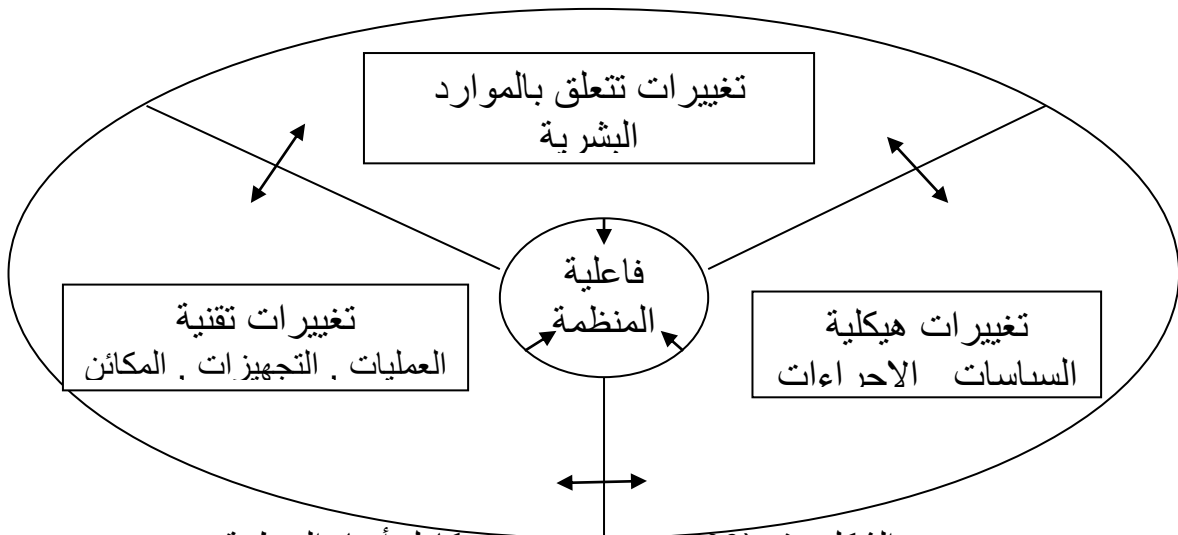 تغييرات تتعلق بالموارد
البشرية
فاعلية
المنظمة
تغييرات هيكلية
السياسات الاجراءات
تغييرات تقنية
العمليات , التجهيزات , المكائن